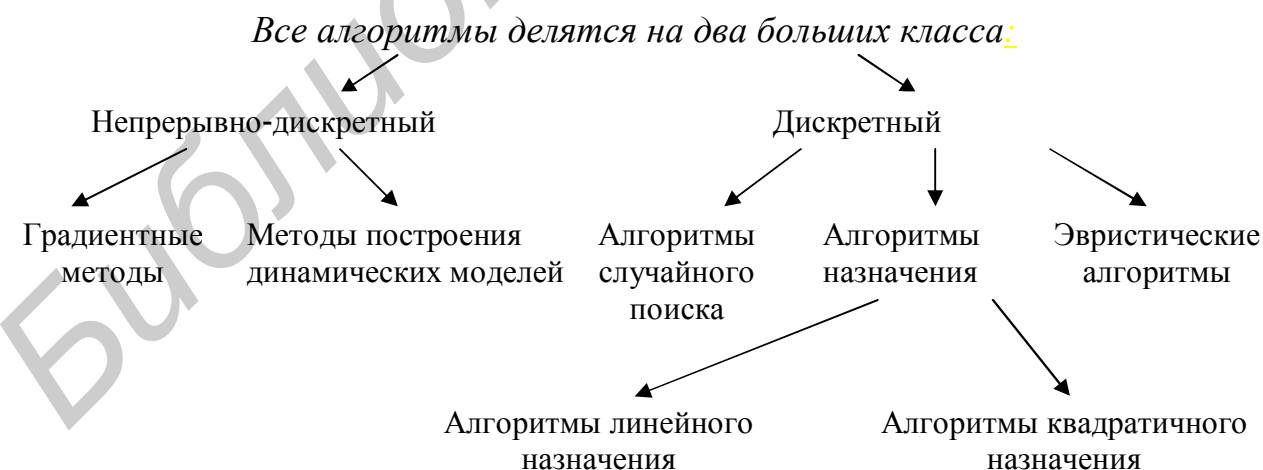 Все алгоритмы делятся на два больших класса:
Непрерывно-дискретный
Дискретный
Градиентные
методы
Методы построения
динамических моделей
Алгоритмы
случайного
поиска
Алгоритмы
назначения
Эвристические
алгоритмы
Алгоритмы линейного
назначения
Алгоритмы квадратичного
назначения